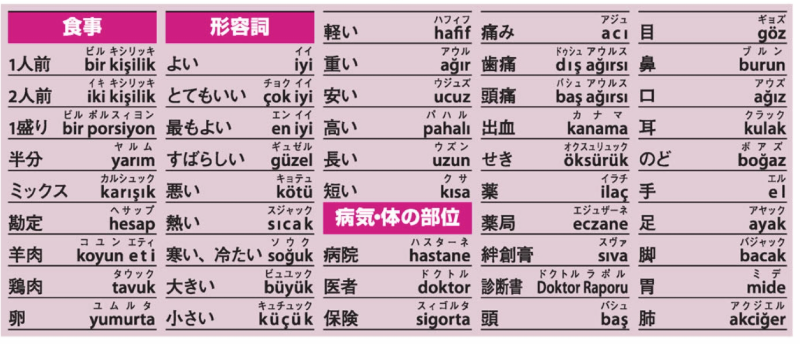 食事
ビル キシリッキ
1人前 bir kişilik
イキ キシリッキ
2人前 iki kişilik
ビル ポルスィヨン
1盛り bir porsiyon
ヤルム
半分 yarım
カルシュック
ミックス karışık
ヘサップ
勘定 hesap
コユン エティ
羊肉 koyun eti
タウック
鶏肉 tavuk
ユムルタ
卵 yumurta
形容詞
イイ
よい iyi
チョク イイ
とてもいい çok iyi
エン イイ
最もよい en iyi
ギュゼル
すばらしい güzel
キョテュ
悪い kötü
スジャック
熱い sıcak
ソウク
寒い、冷たい soğuk
ビュユック
大きい büyük
キュチュック
小さい küçük
ハフィフ
軽い hafif
アウル
重い ağır
ウジュズ
安い ucuz
パハル
高い pahalı
ウズン
長い uzun
クサ
短い kısa
病気・体の部位
ハスターネ
病院 hastane
ドクトル
医者 doktor
スィゴルタ
保険 sigorta
アジュ
痛み acı
ドゥシュ アウルス
歯痛 dış ağırsı
バシュ アウルス
頭痛 baş ağırsı
カナマ
出血 kanama
オクスュリュック
せき öksürük
イラチ
薬 ilaç
エジュザーネ
薬局 eczane
スヴァ
絆創膏 sıva
ドクトル ラポル
診断書 Doktor Raporu
バシュ
頭 baş
ギョズ
目 göz
ブルン
鼻 burun
アウズ
口 ağız
クラック
耳 kulak
ボアズ
のど boğaz
エル
手 el
アヤック
足 ayak
バジャック
脚 bacak
ミデ
胃 mide
アクジエル
肺 akciğer